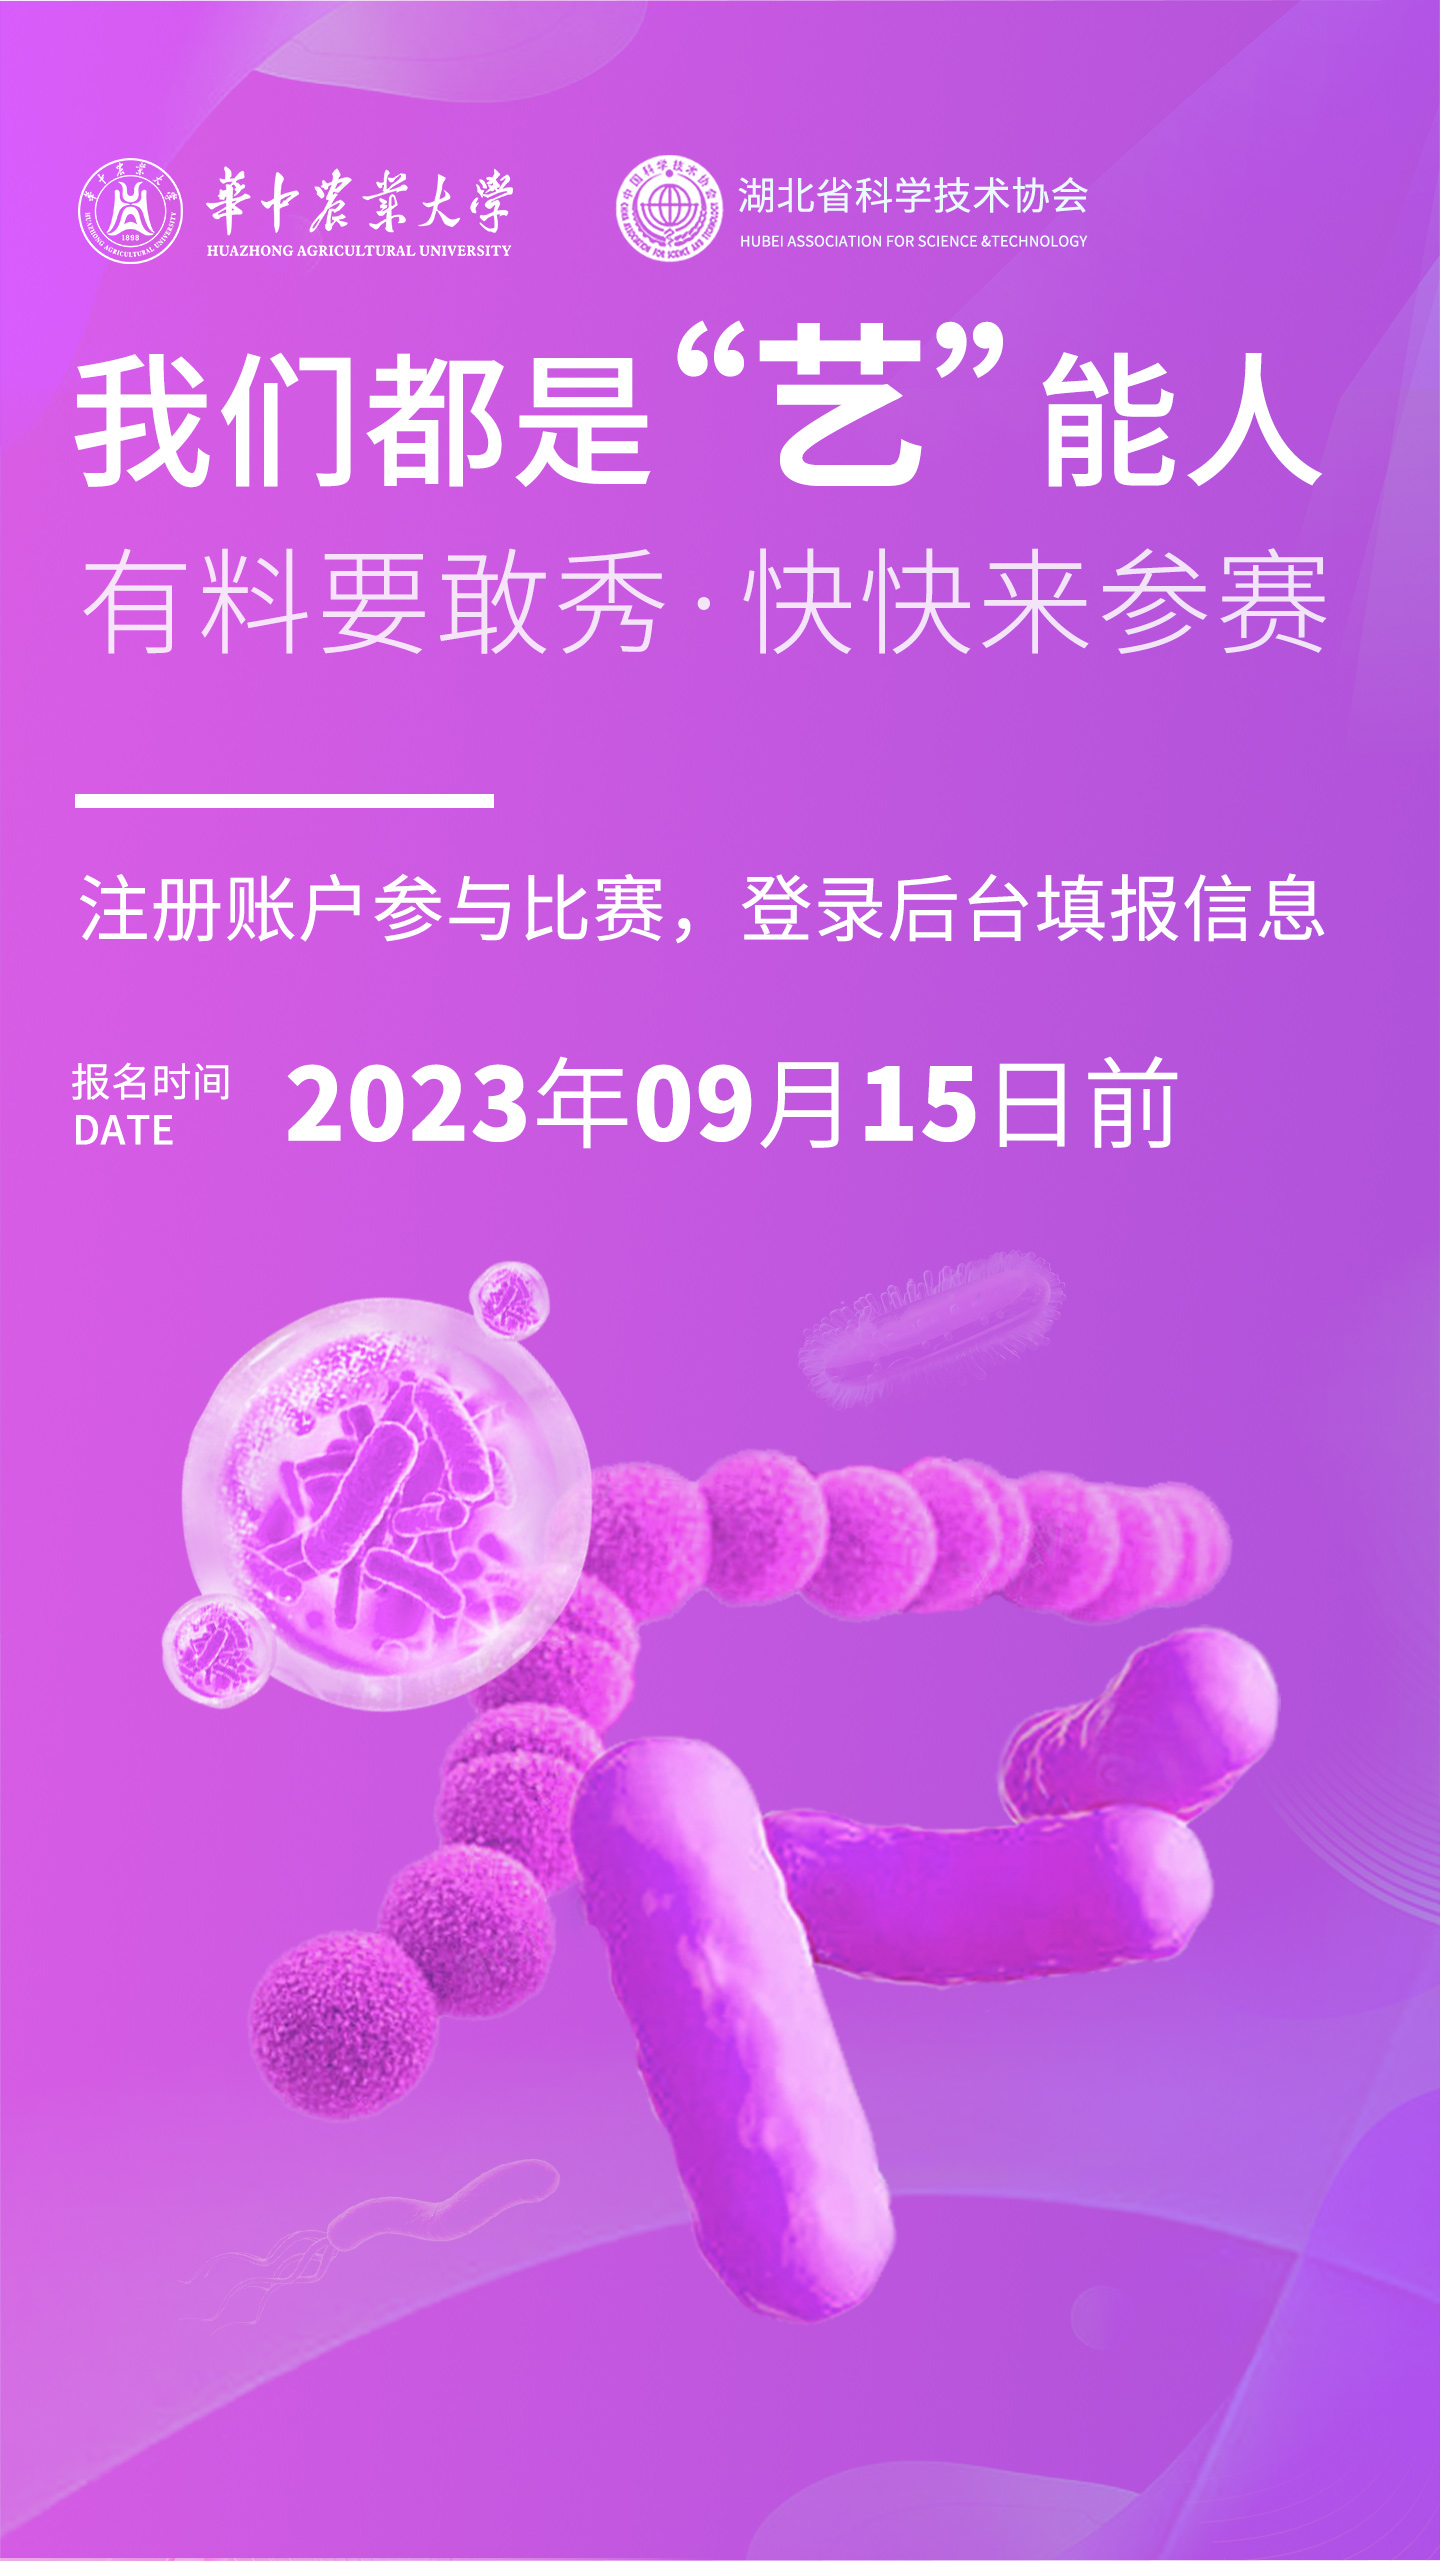 華中农業大学
HUAZHONG AGRICULTURAL UNIVERSITY
1898
湖北省科学技术协会
HUBEI ASSOCIATION FOR SCIENCE &TECHNOLOGY
我们都是“艺”能人
有料要敢秀·快快来参赛
注册账户参与比赛，登录后台填报信息
报名时间
DATE
2023年09月15日前